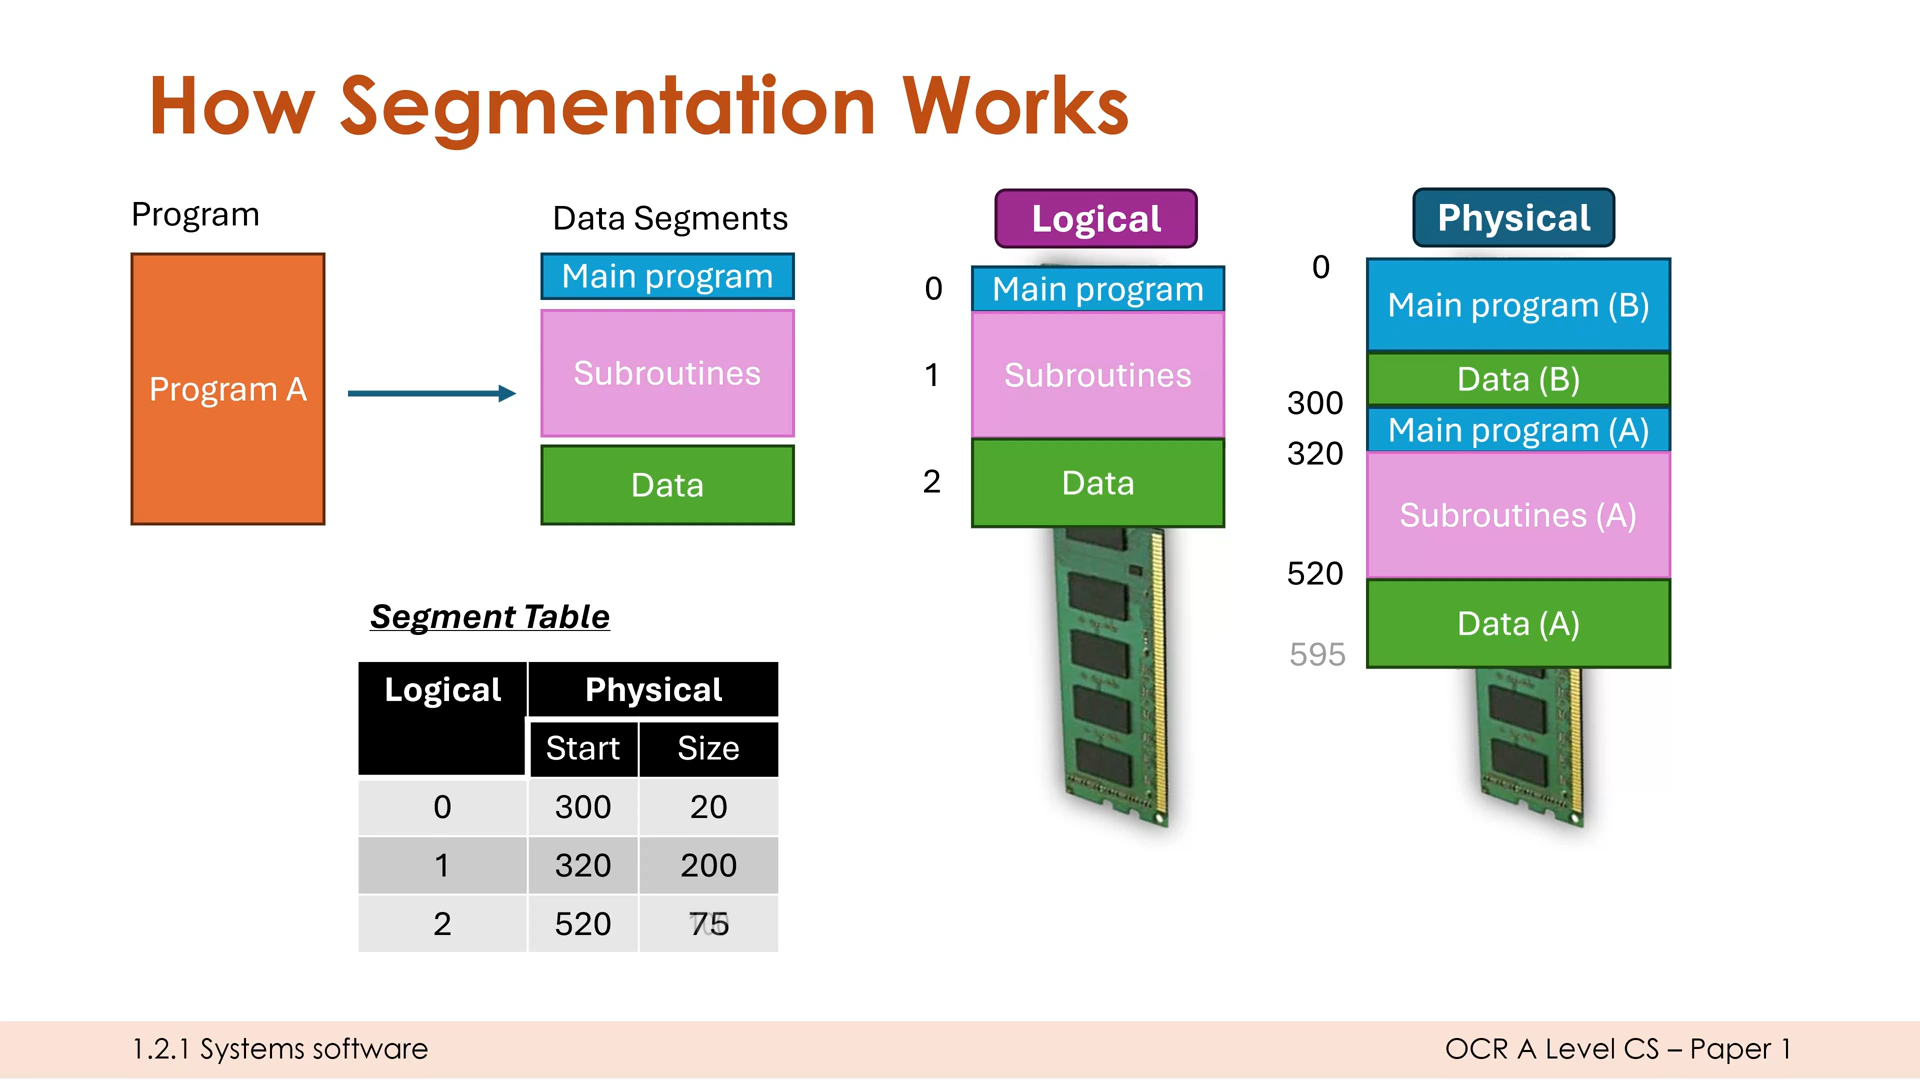 How Segmentation Works
Program
Program A
Data Segments
Main program
Subroutines
Data
Logical
0
Main program
1
Subroutines
2
Data
Physical
0
Main program (B)
Data (B)
300
Main program (A)
320
Subroutines (A)
520
Data (A)
595
Segment Table
Logical Physical
Start Size
0 300 20
1 320 200
2 520 75
1.2.1 Systems software
OCR A Level CS – Paper 1